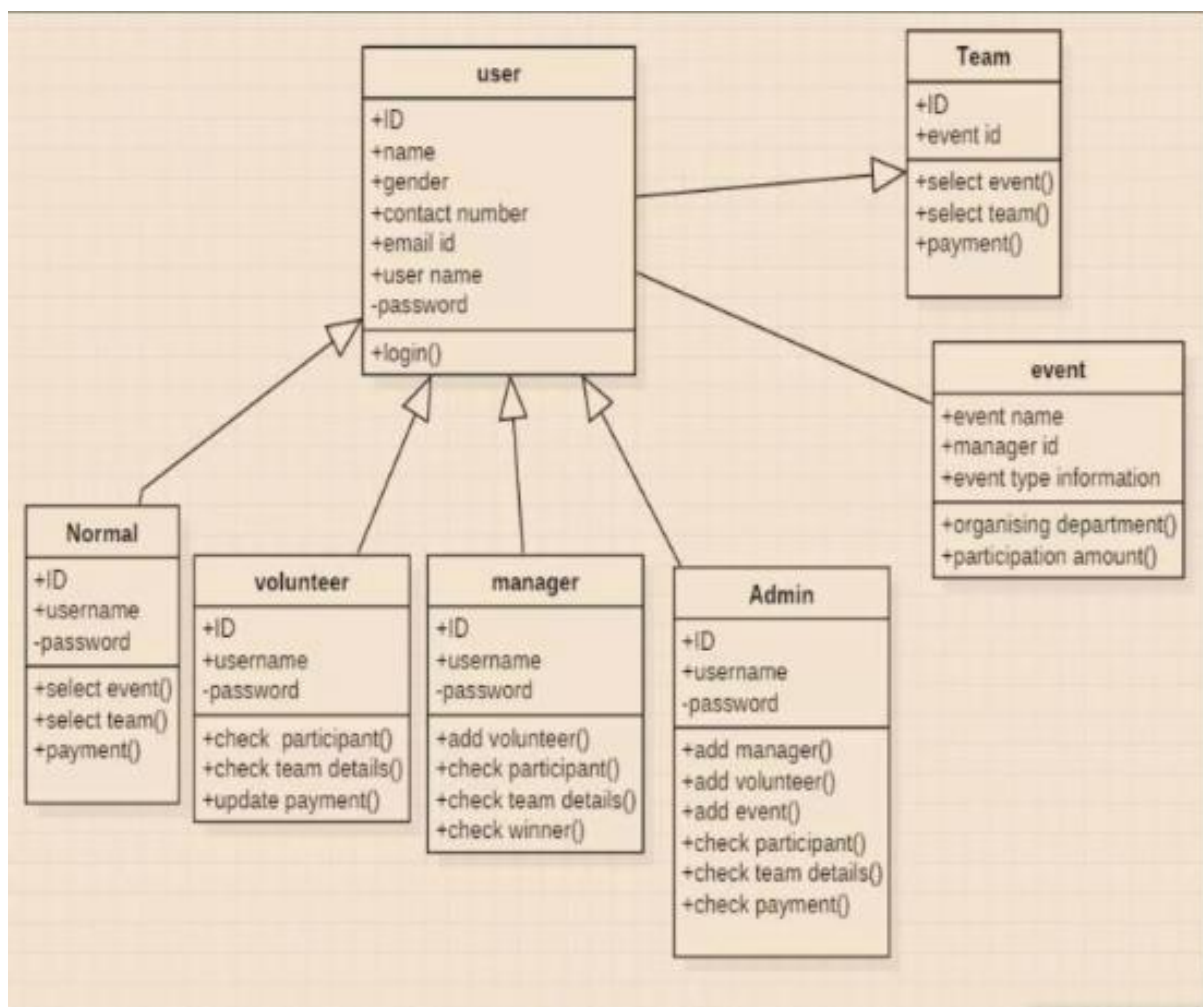 user
+ID
+name
+gender
+contact number
+email id
+user name
-password
+login()
Team
+ID
+event id
+select event()
+select team()
+payment()
event
+event name
+manager id
+event type information
+organising department()
+participation amount()
Normal
+ID
+username
-password
+select event()
+select team()
+payment()
volunteer
+ID
+username
-password
+check participant()
+check team details()
+update payment()
manager
+ID
+username
-password
+add volunteer()
+check participant()
+check team details()
+check winner()
Admin
+ID
+username
-password
+add manager()
+add volunteer()
+add event()
+check participant()
+check team details()
+check payment()